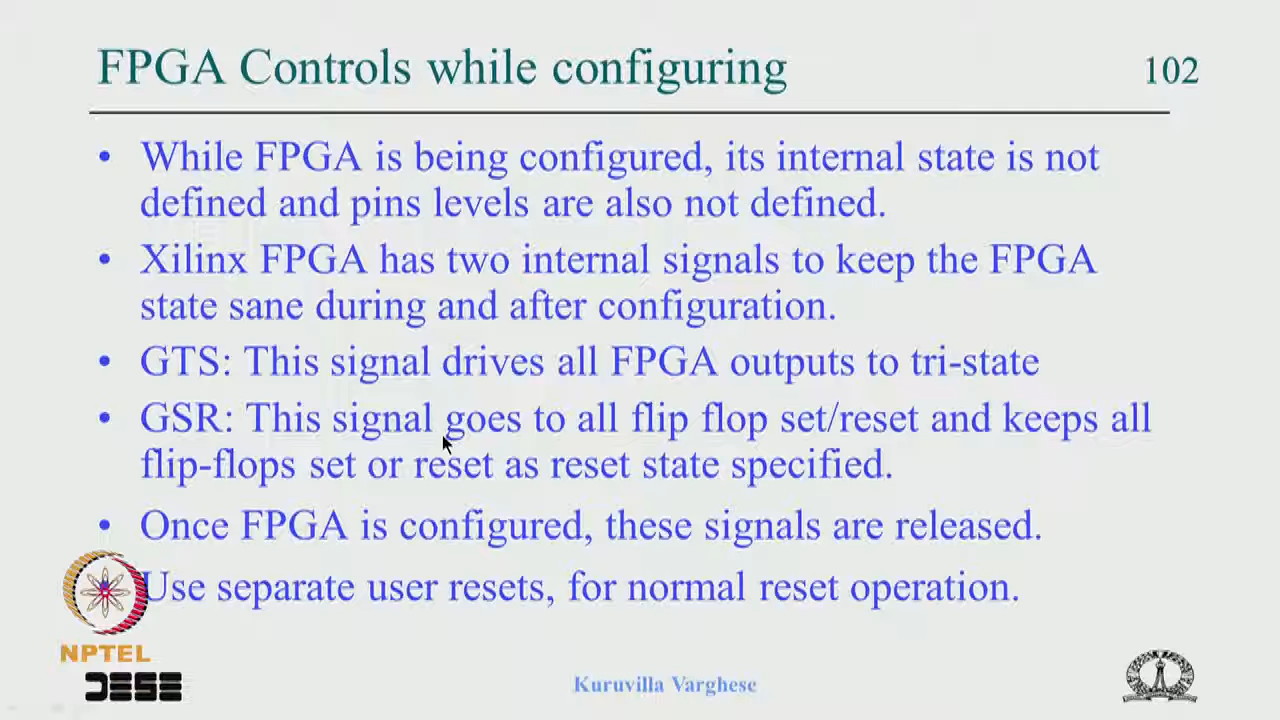 FPGA Controls while configuring 102
• While FPGA is being configured, its internal state is not
defined and pins levels are also not defined.
• Xilinx FPGA has two internal signals to keep the FPGA
state sane during and after configuration.
• GTS: This signal drives all FPGA outputs to tri-state
• GSR: This signal goes to all flip flop set/reset and keeps all
flip-flops set or reset as reset state specified.
• Once FPGA is configured, these signals are released.
Use separate user resets, for normal reset operation.
NPTEL
DESE
Kuruvilla Varghese